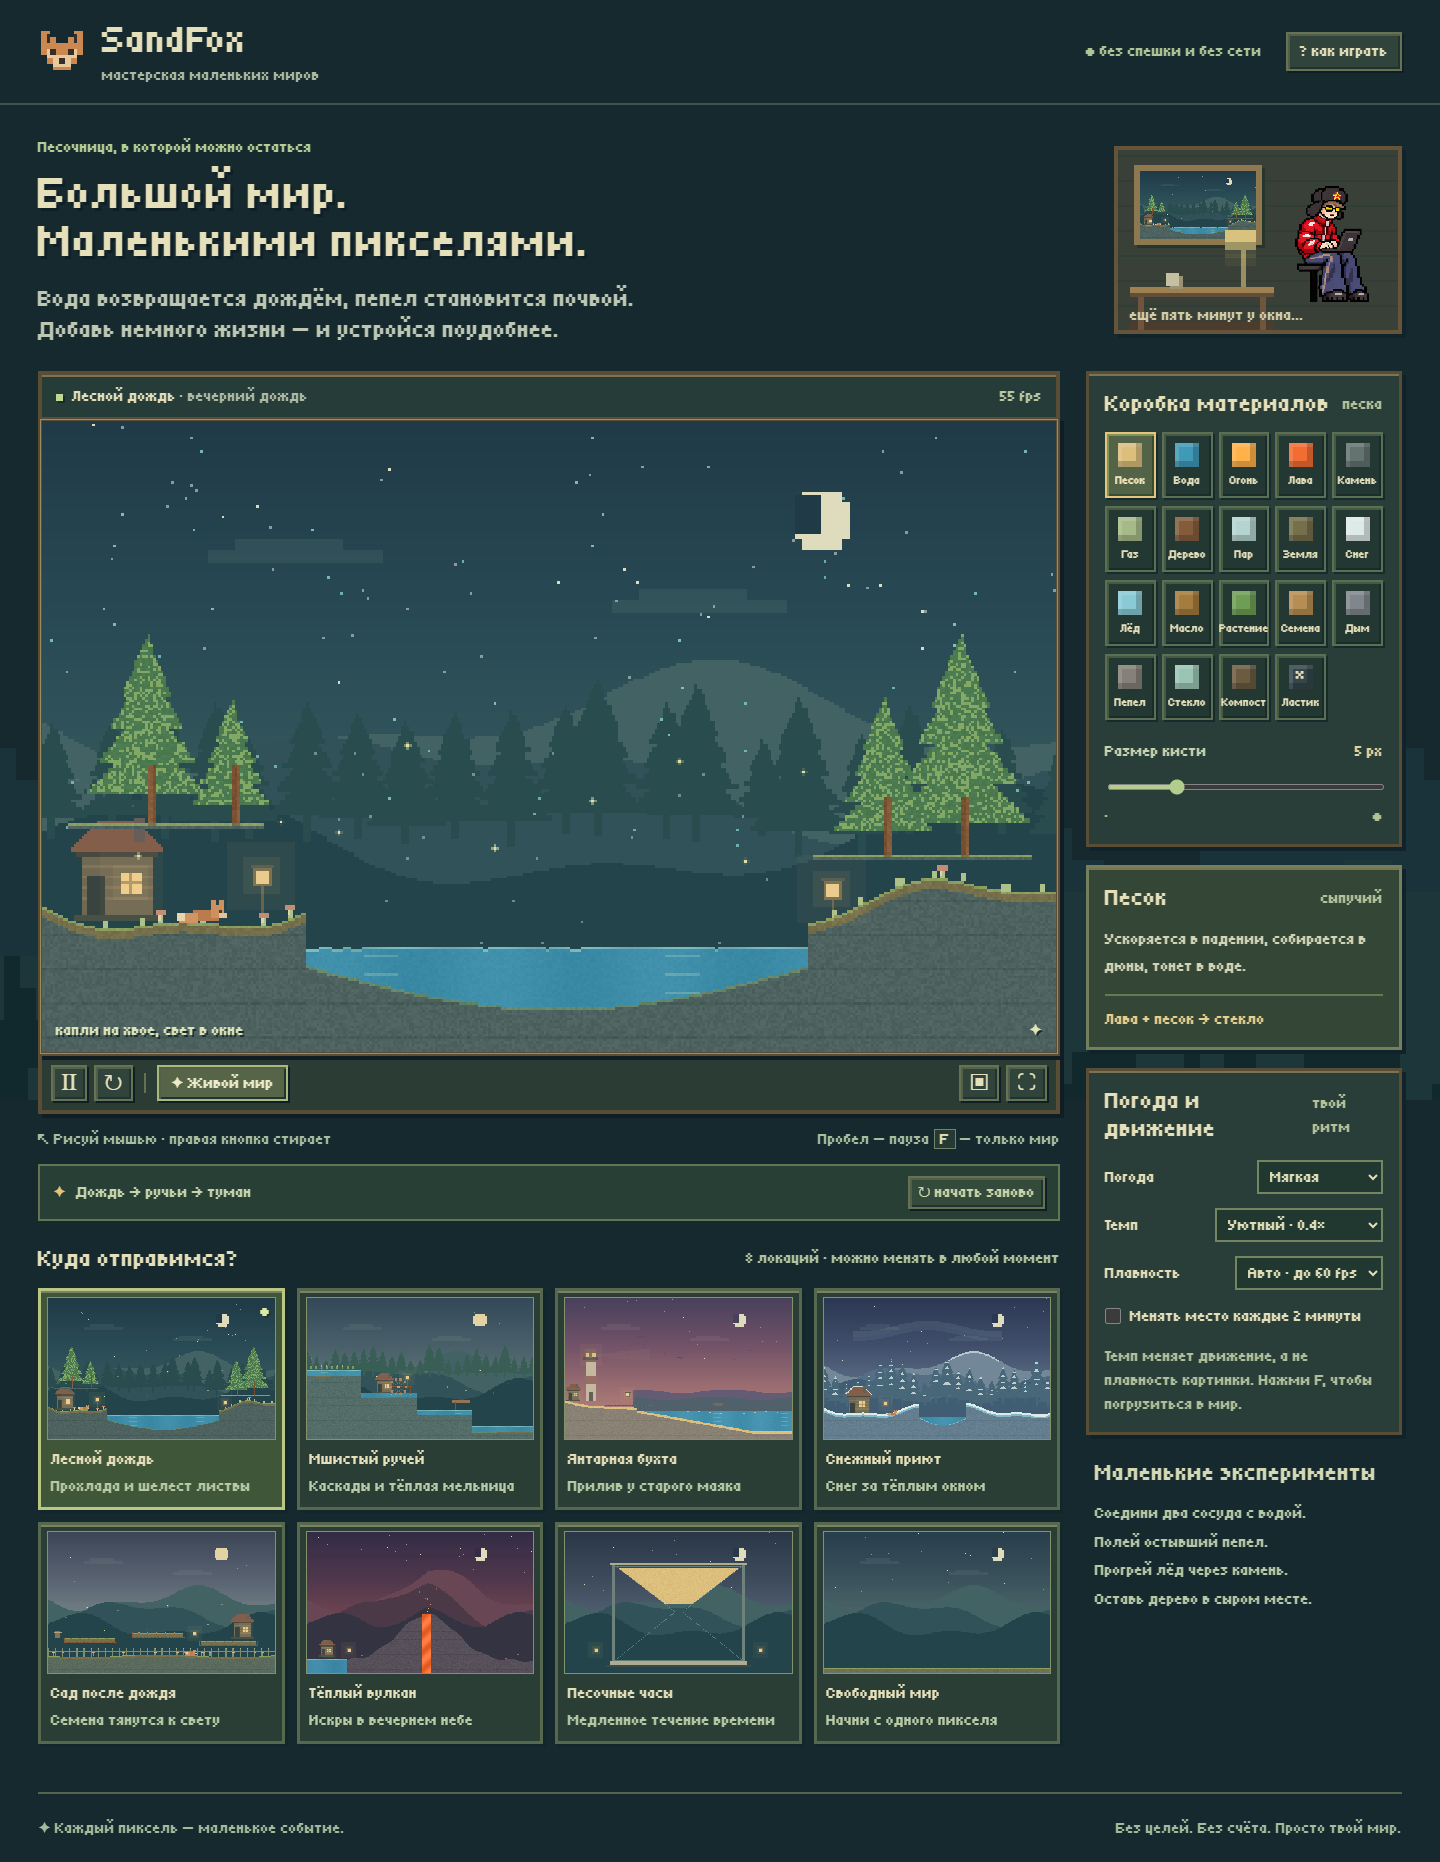 SandFox
мастерская маленьких миров
● без спешки и без сети
? как играть
Песочница, в которой можно остаться
Большой мир.
Маленькими пикселями.
Вода возвращается дождём, пепел становится почвой.
Добавь немного жизни — и устройся поудобнее.
ещё пять минут у окна...
Лесной дождь · вечерний дождь
55 fps
капли на хвое, свет в окне
✦ Живой мир
↖ Рисуй мышью · правая кнопка стирает
Пробел — пауза F — только мир
✦ Дождь → ручьи → туман
↻ начать заново
Коробка материалов
песка
Песок Вода Огонь Лава Камень
Газ Дерево Пар Земля Снег
Лёд Масло Растение Семена Дым
Пепел Стекло Компост Ластик
Размер кисти
5 px
Песок
сыпучий
Ускоряется в падении, собирается в
дюны, тонет в воде.
Лава + песок → стекло
Погода и
движение
твой
ритм
Погода
Мягкая
Темп
Уютный · 0.4×
Плавность
Авто · до 60 fps
Менять место каждые 2 минуты
Темп меняет движение, а не
плавность картинки. Нажми F, чтобы
погрузиться в мир.
Маленькие эксперименты
Соедини два сосуда с водой.
Полей остывший пепел.
Прогрей лёд через камень.
Оставь дерево в сыром месте.
Куда отправимся?
8 локаций · можно менять в любой момент
Лесной дождь
Прохлада и шелест листвы
Мшистый ручей
Каскады и тёплая мельница
Янтарная бухта
Прилив у старого маяка
Снежный приют
Снег за тёплым окном
Сад после дождя
Семена тянутся к свету
Тёплый вулкан
Искры в вечернем небе
Песочные часы
Медленное течение времени
Свободный мир
Начни с одного пикселя
✦ Каждый пиксель — маленькое событие.
Без целей. Без счёта. Просто твой мир.